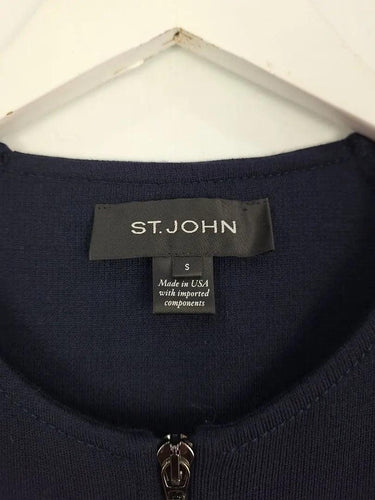 ST. JOHN
S
Made in USA
with imported
components